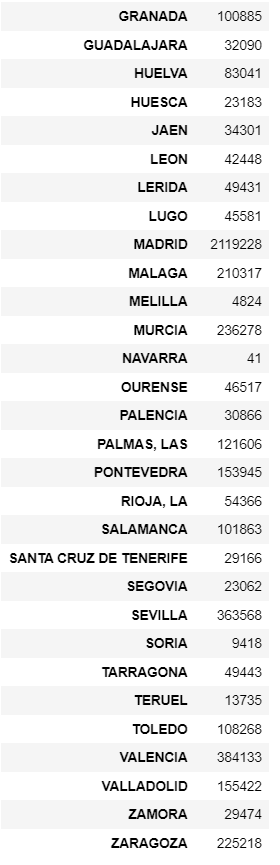 GRANADA 100885
GUADALAJARA 32090
HUELVA 83041
HUESCA 23183
JAEN 34301
LEON 42448
LERIDA 49431
LUGO 45581
MADRID 2119228
MALAGA 210317
MELILLA 4824
MURCIA 236278
NAVARRA 41
OURENSE 46517
PALENCIA 30866
PALMAS, LAS 121606
PONTEVEDRA 153945
RIOJA, LA 54366
SALAMANCA 101863
SANTA CRUZ DE TENERIFE 29166
SEGOVIA 23062
SEVILLA 363568
SORIA 9418
TARRAGONA 49443
TERUEL 13735
TOLEDO 108268
VALENCIA 384133
VALLADOLID 155422
ZAMORA 29474
ZARAGOZA 225218